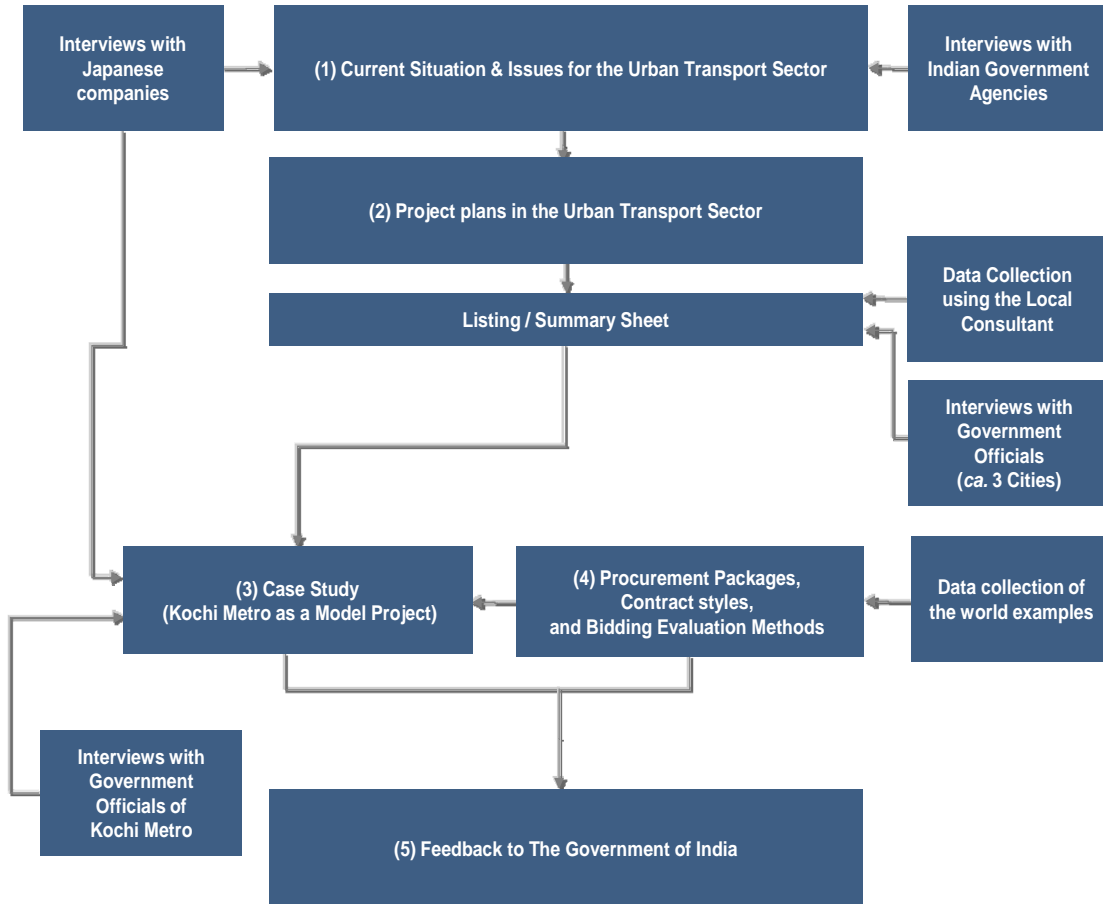 Interviews with
Japanese
companies
(1) Current Situation & Issues for the Urban Transport Sector
Interviews with
Indian Government
Agencies
(2) Project plans in the Urban Transport Sector
Listing / Summary Sheet
Data Collection
using the Local
Consultant
Interviews with
Government
Officials
(ca. 3 Cities)
(3) Case Study
(Kochi Metro as a Model Project)
(4) Procurement Packages,
Contract styles,
and Bidding Evaluation Methods
Data collection of
the world examples
Interviews with
Government
Officials of
Kochi Metro
(5) Feedback to The Government of India